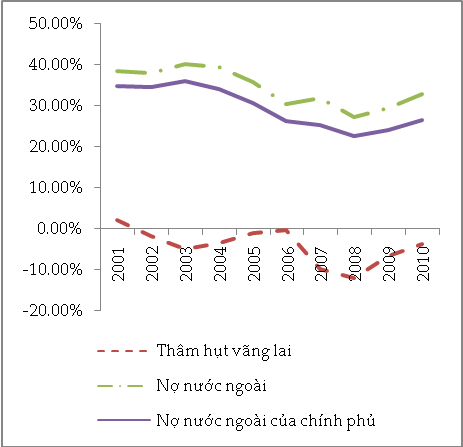 50.00%
40.00%
30.00%
20.00%
10.00%
0.00%
-10.00%
-20.00%
2001 2002 2003 2004 2005 2006 2007 2008 2009 2010
Thâm hụt vãng lai
Nợ nước ngoài
Nợ nước ngoài của chính phủ